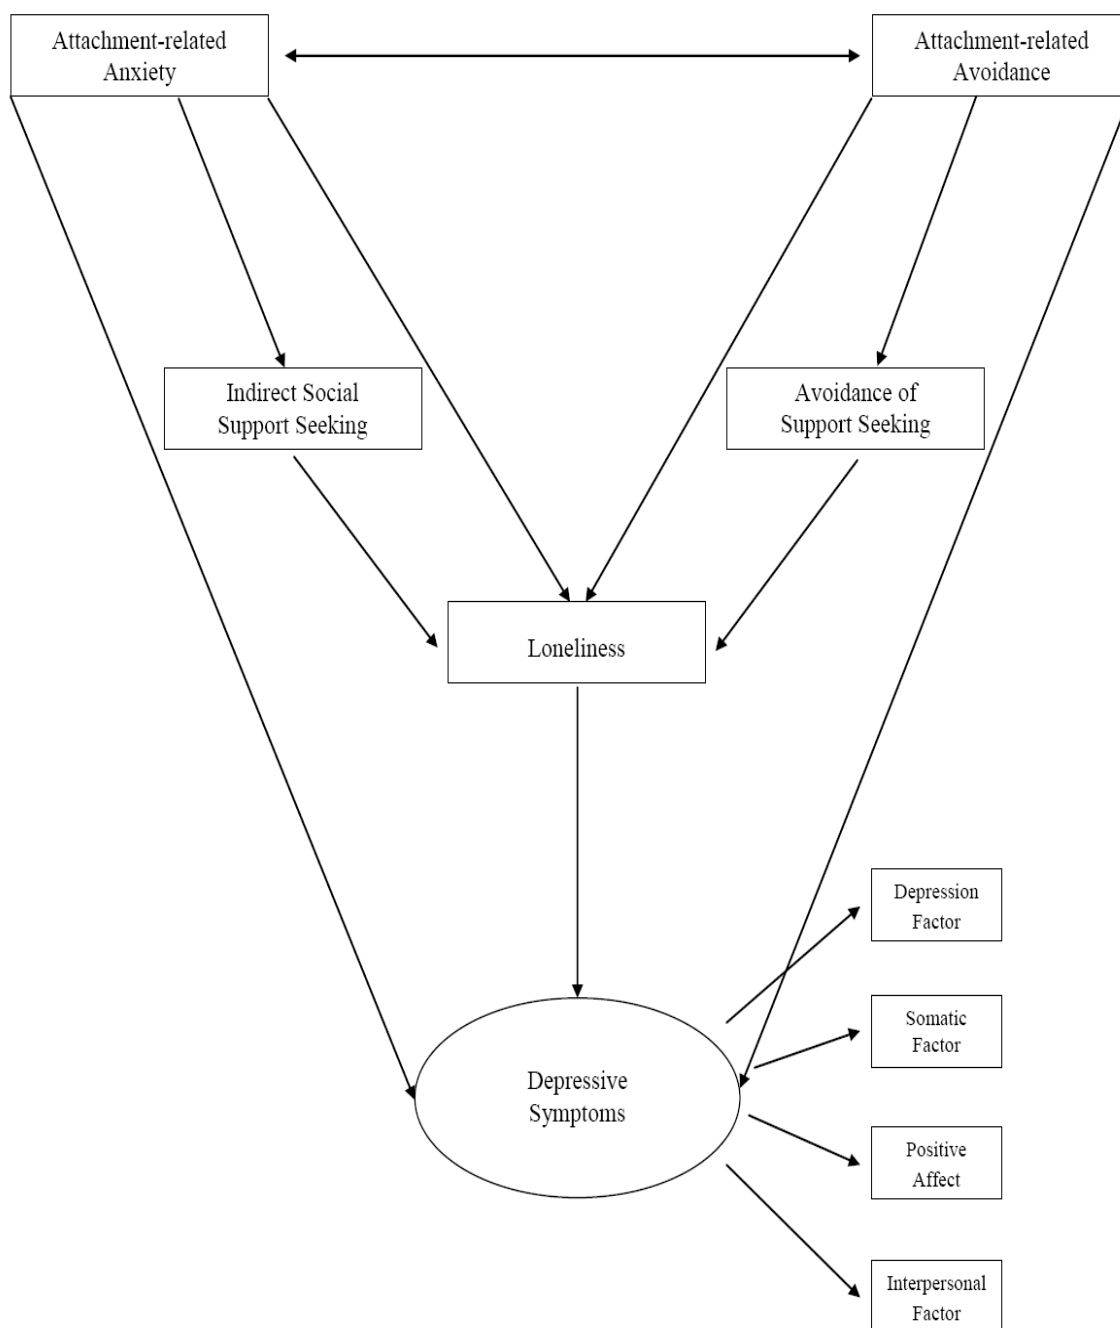 Attachment-related
Anxiety
Attachment-related
Avoidance
Indirect Social
Support Seeking
Avoidance of
Support Seeking
Loneliness
Depression
Factor
Somatic
Factor
Depressive
Symptoms
Positive
Affect
Interpersonal
Factor